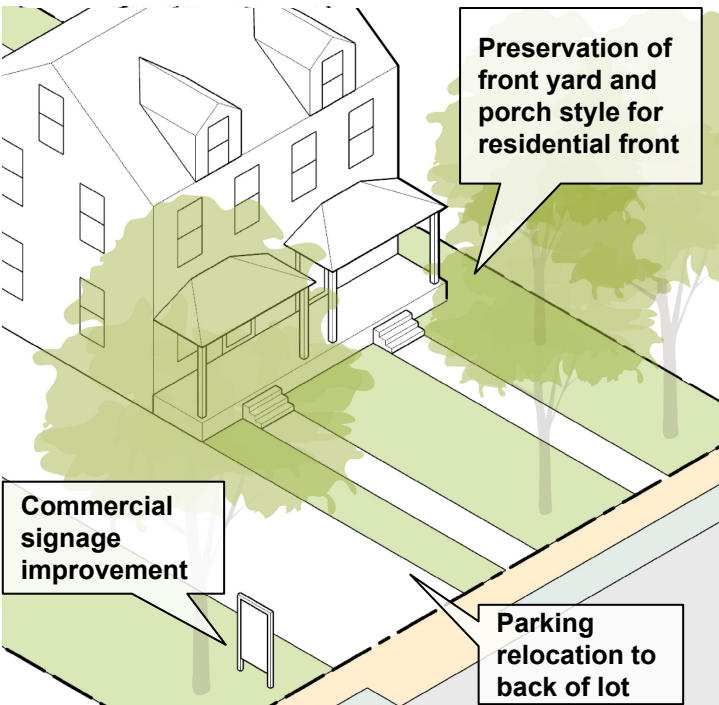 Preservation of
front yard and
porch style for
residential front
Commercial
signage
improvement
Parking
relocation to
back of lot